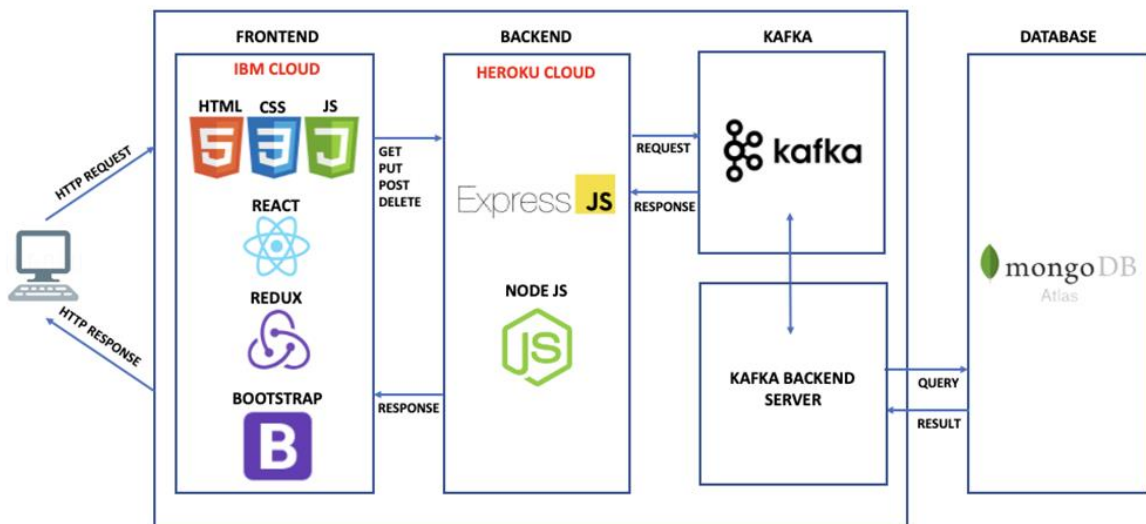 FRONTEND
BACKEND
KAFKA
DATABASE
IBM CLOUD
HEROKU CLOUD
HTML CSS JS
HTTP REQUEST
GET
PUT
POST
DELETE
Express JS
REQUEST
RESPONSE
kafka
REACT
REDUX
NODE JS
JS
mongoDB
Atlas
HTTP RESPONSE
BOOTSTRAP
B
RESPONSE
KAFKA BACKEND
SERVER
QUERY
RESULT